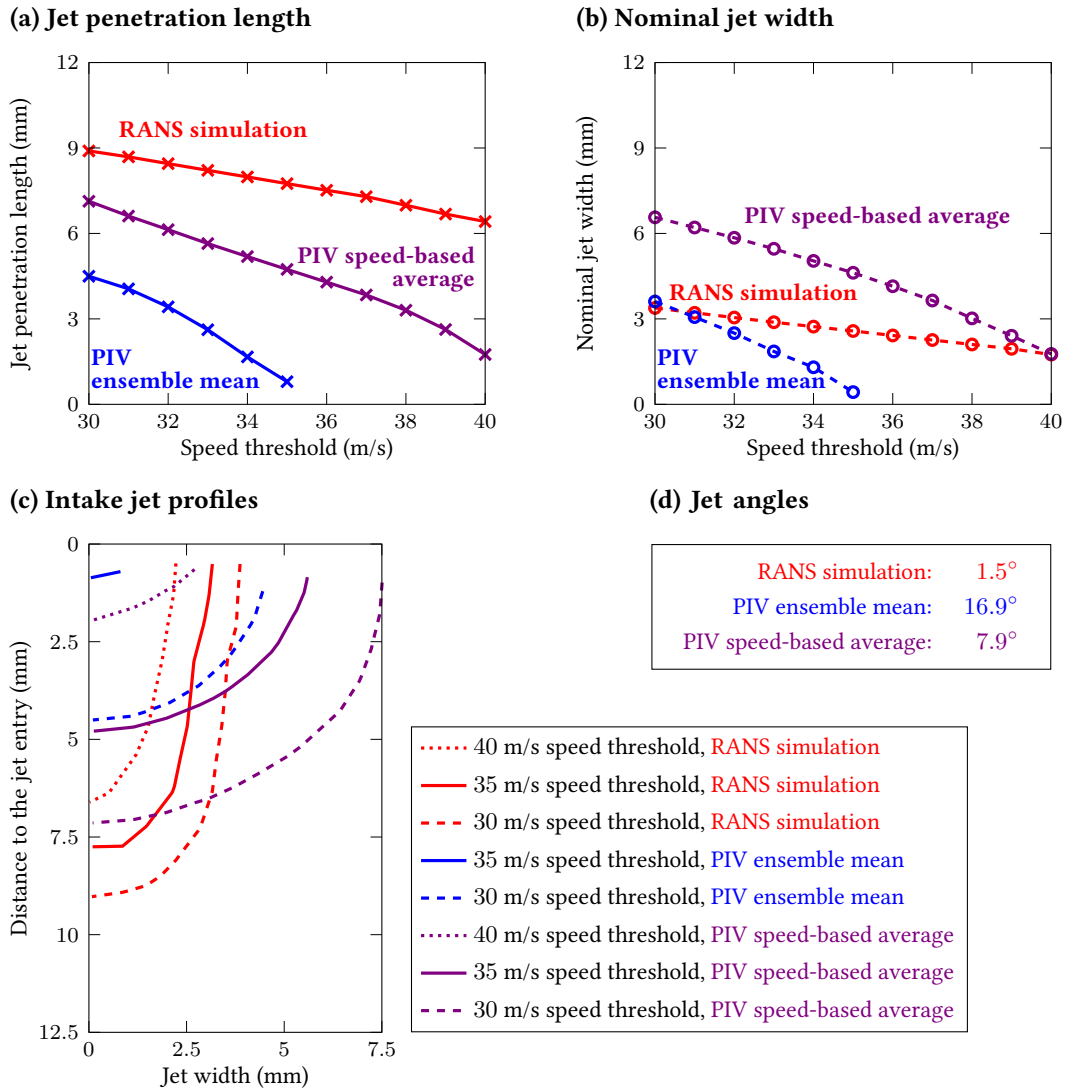 (a) Jet penetration length
12
9
6
3
0
30
32
34
36
38
40
Jet penetration length (mm)
Speed threshold (m/s)
RANS simulation
PIV speed-based
average
PIV
ensemble mean
(b) Nominal jet width
12
9
6
3
0
30
32
34
36
38
40
Nominal jet width (mm)
Speed threshold (m/s)
PIV speed-based average
RANS simulation
PIV
ensemble mean
(c) Intake jet profiles
0
2.5
5
7.5
10
12.5
0
2.5
5
7.5
Distance to the jet entry (mm)
Jet width (mm)
(d) Jet angles
RANS simulation: 1.5°
PIV ensemble mean: 16.9°
PIV speed-based average: 7.9°
40 m/s speed threshold, RANS simulation
35 m/s speed threshold, RANS simulation
30 m/s speed threshold, RANS simulation
35 m/s speed threshold, PIV ensemble mean
30 m/s speed threshold, PIV ensemble mean
40 m/s speed threshold, PIV speed-based average
35 m/s speed threshold, PIV speed-based average
30 m/s speed threshold, PIV speed-based average